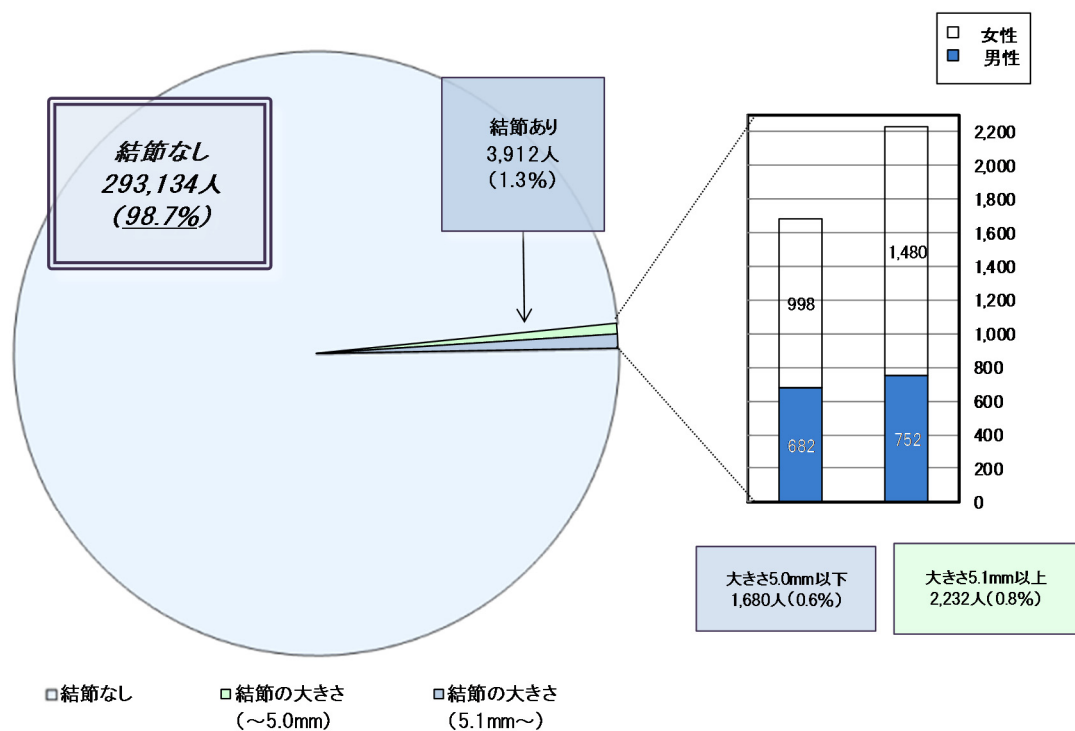 女性
男性
結節なし
293,134人
(98.7%)
結節あり
3,912人
(1.3%)
2,200
2,000
1,800
1,600
1,400
1,200
1,000
800
600
400
200
0
998
1,480
682
752
大きさ5.0mm以下
1,680人(0.6%)
大きさ5.1mm以上
2,232人(0.8%)
結節なし
結節の大きさ
(～5.0mm)
結節の大きさ
(5.1mm～)